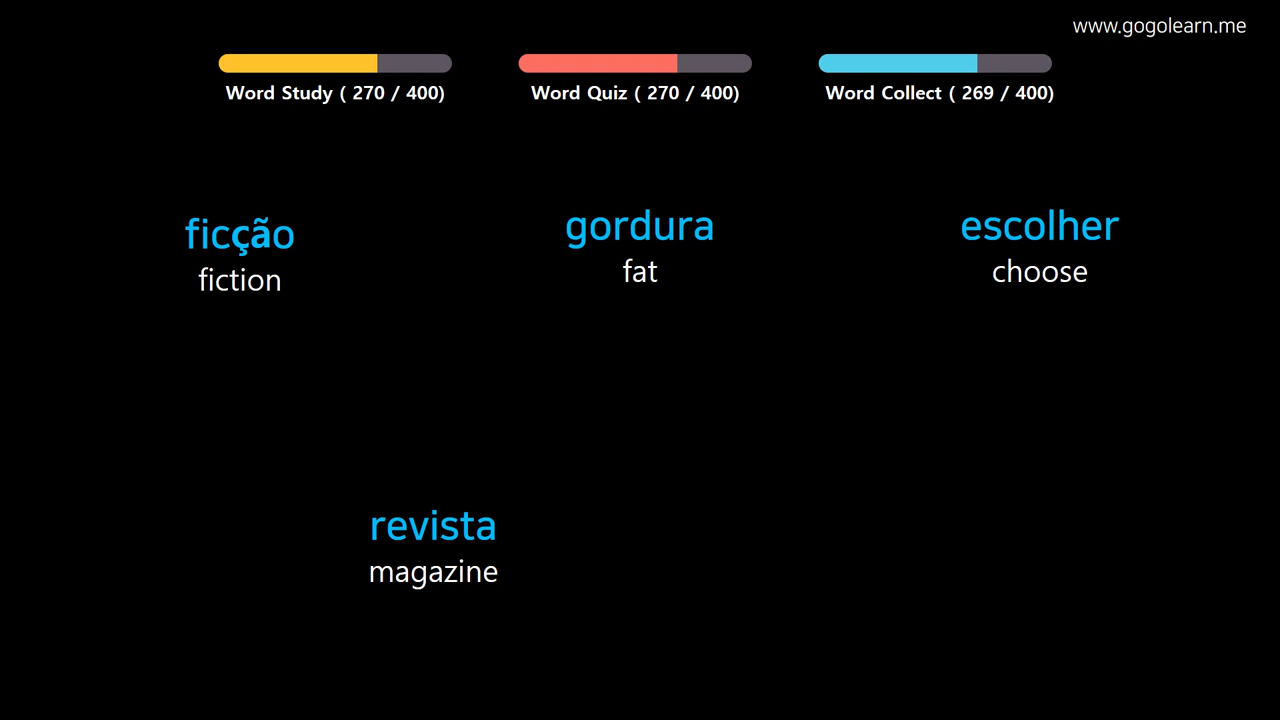 www.gogolearn.me
Word Study ( 270 / 400)
Word Quiz ( 270 / 400)
Word Collect ( 269 / 400)
ficção
fiction
gordura
fat
escolher
choose
revista
magazine